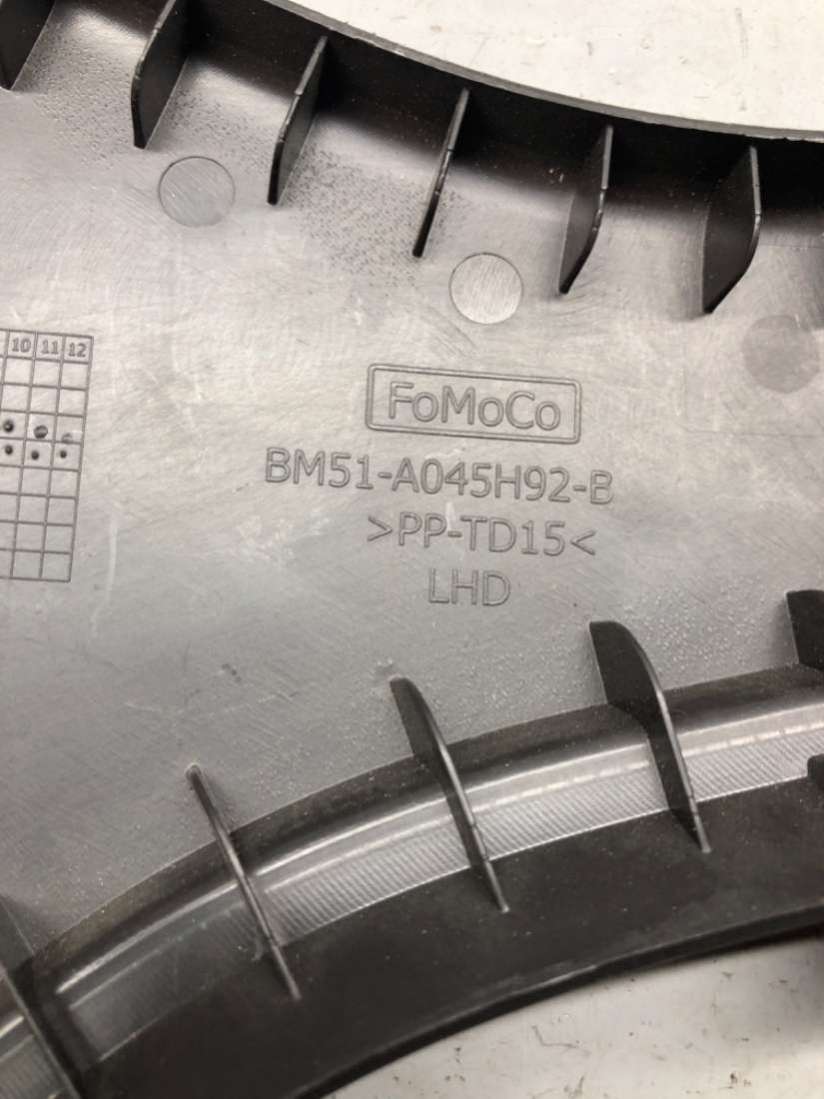 10 11 12
FoMoCo
BM51-A045H92-B
>PP-TD15<
LHD